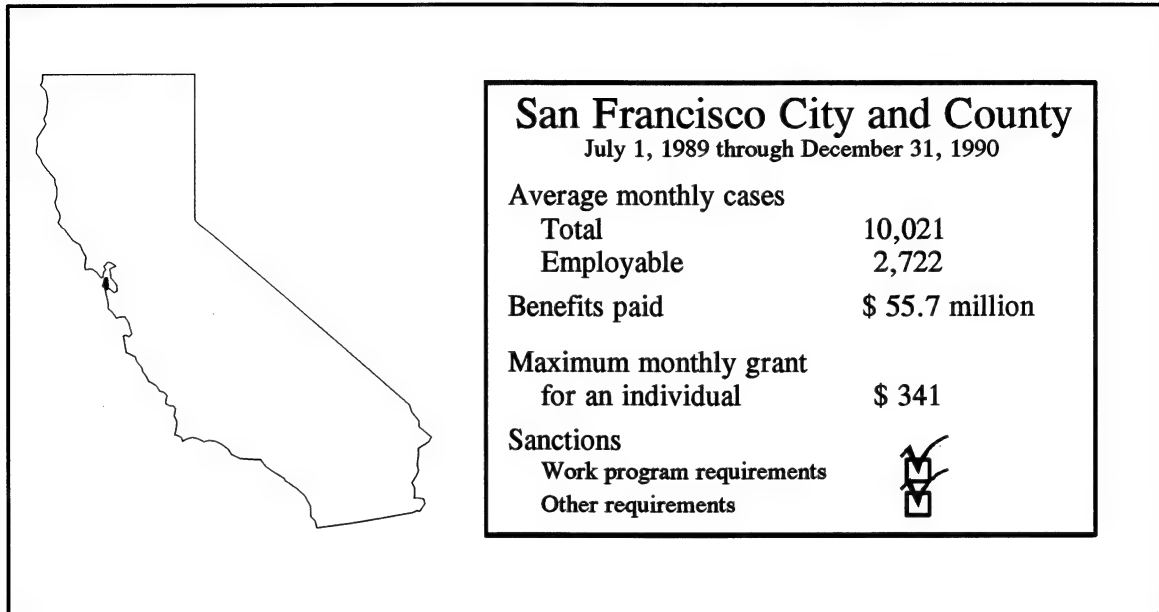 San Francisco City and County
July 1, 1989 through December 31, 1990
Average monthly cases
Total 10,021
Employable 2,722
Benefits paid $ 55.7 million
Maximum monthly grant
for an individual $ 341
Sanctions
Work program requirements
Other requirements